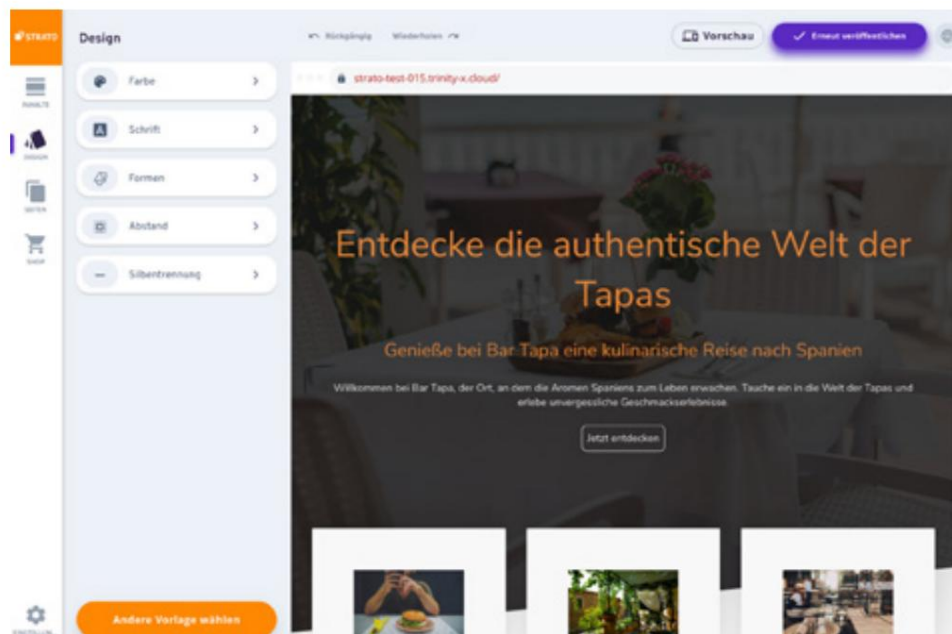 STRATO
Design
Rückgängig
Wiederholen
Vorschau
Erneut veröffentlichen
INHALTE
DESIGN
SEITEN
SHOP
Farbe
Schrift
Formen
Abstand
Silbentrennung
Andere Vorlage wählen
strato-test-015.trinity-x.cloud/
Entdecke die authentische Welt der
Tapas
Genieße bei Bar Tapa eine kulinarische Reise nach Spanien
Willkommen bei Bar Tapa, der Ort, an dem die Aromen Spaniens zum Leben erwachen. Tauche ein in die Welt der Tapas und
erlebe unvergessliche Geschmackserlebnisse.
Jetzt entdecken